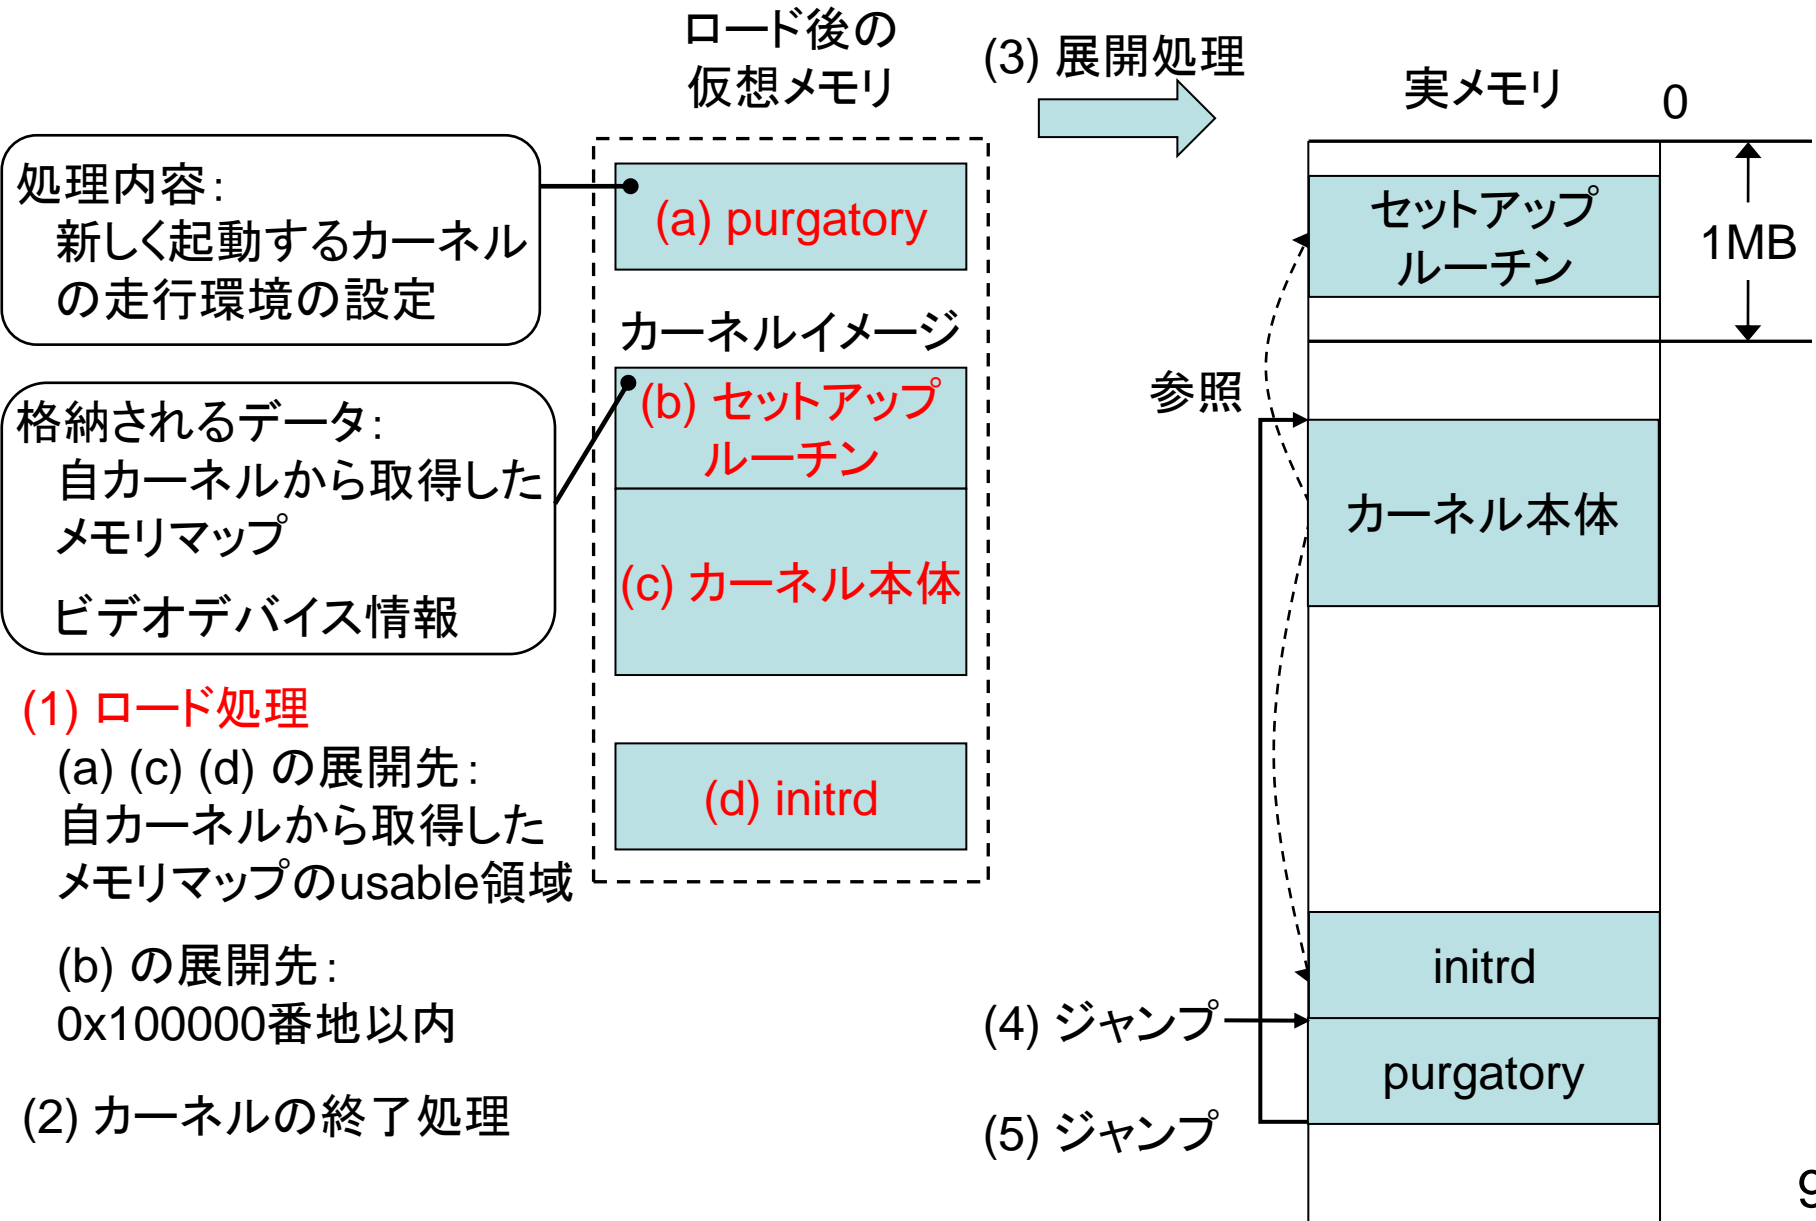 ロード後の
仮想メモリ
(3) 展開処理
実メモリ
0
処理内容：
新しく起動するカーネル
の走行環境の設定
(a) purgatory
セットアップ
ルーチン
1MB
カーネルイメージ
格納されるデータ：
自カーネルから取得した
メモリマップ
ビデオデバイス情報
(b) セットアップ
ルーチン
参照
(c) カーネル本体
カーネル本体
(1) ロード処理
(a) (c) (d) の展開先：
自カーネルから取得した
メモリマップのusable領域
(d) initrd
(b) の展開先：
0x100000番地以内
initrd
(4) ジャンプ
purgatory
(2) カーネルの終了処理
(5) ジャンプ
9